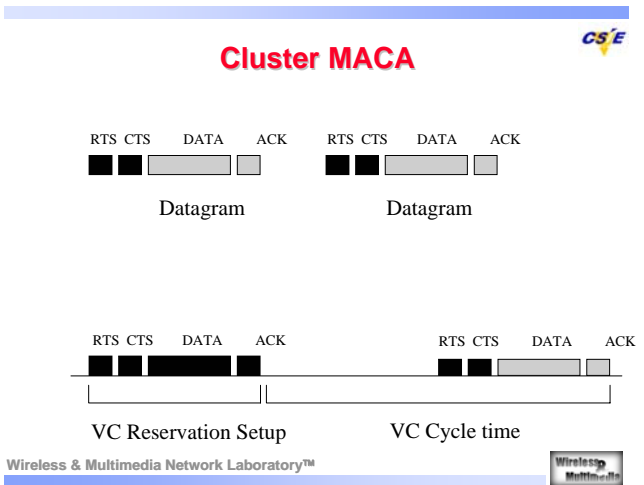 CS/E
Cluster MACA
RTS CTS DATA ACK RTS CTS DATA ACK
Datagram Datagram
RTS CTS DATA ACK RTS CTS DATA ACK
VC Reservation Setup VC Cycle time
Wireless & Multimedia Network Laboratory™
Wireless
Multimedia